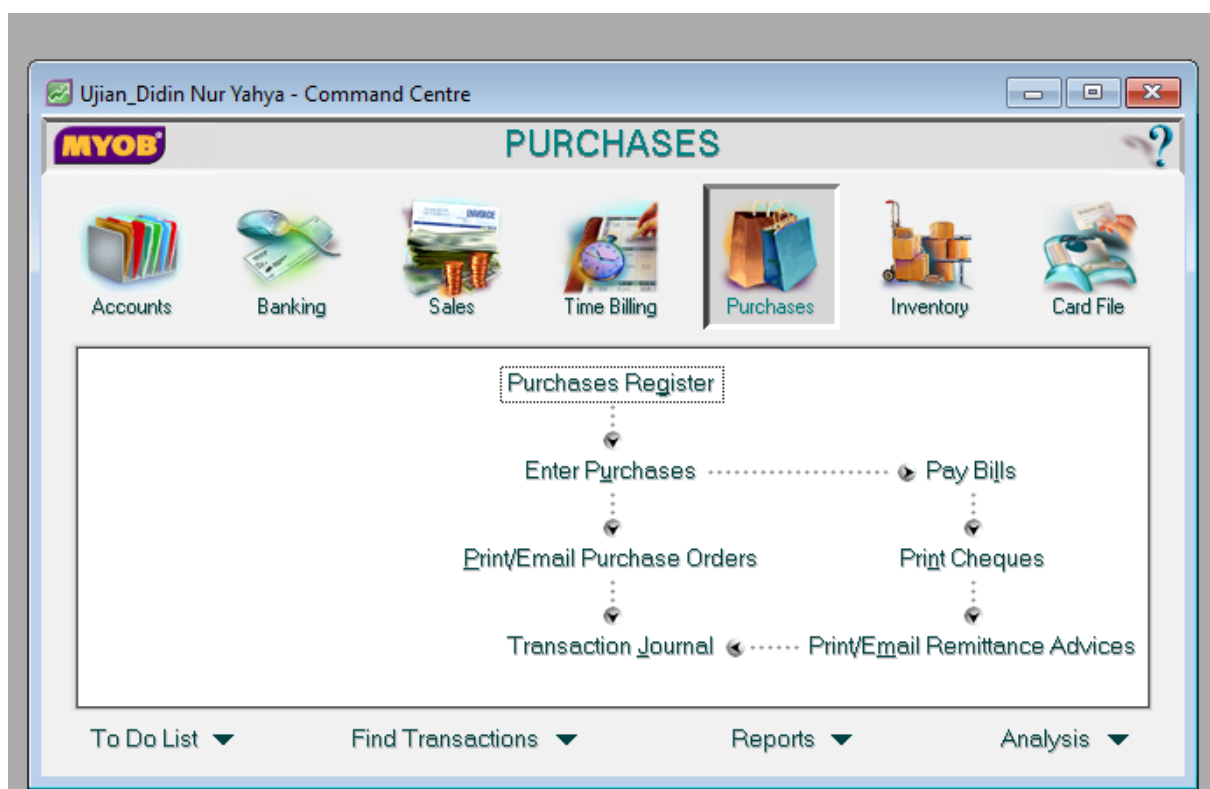 Ujian_Didin Nur Yahya - Command Centre
MYOB PURCHASES ?
INVOICE
Accounts Banking Sales Time Billing Purchases Inventory Card File
Purchases Register
Enter Purchases Pay Bills
Print/Email Purchase Orders Print Cheques
Transaction Journal Print/Email Remittance Advices
To Do List Find Transactions Reports Analysis